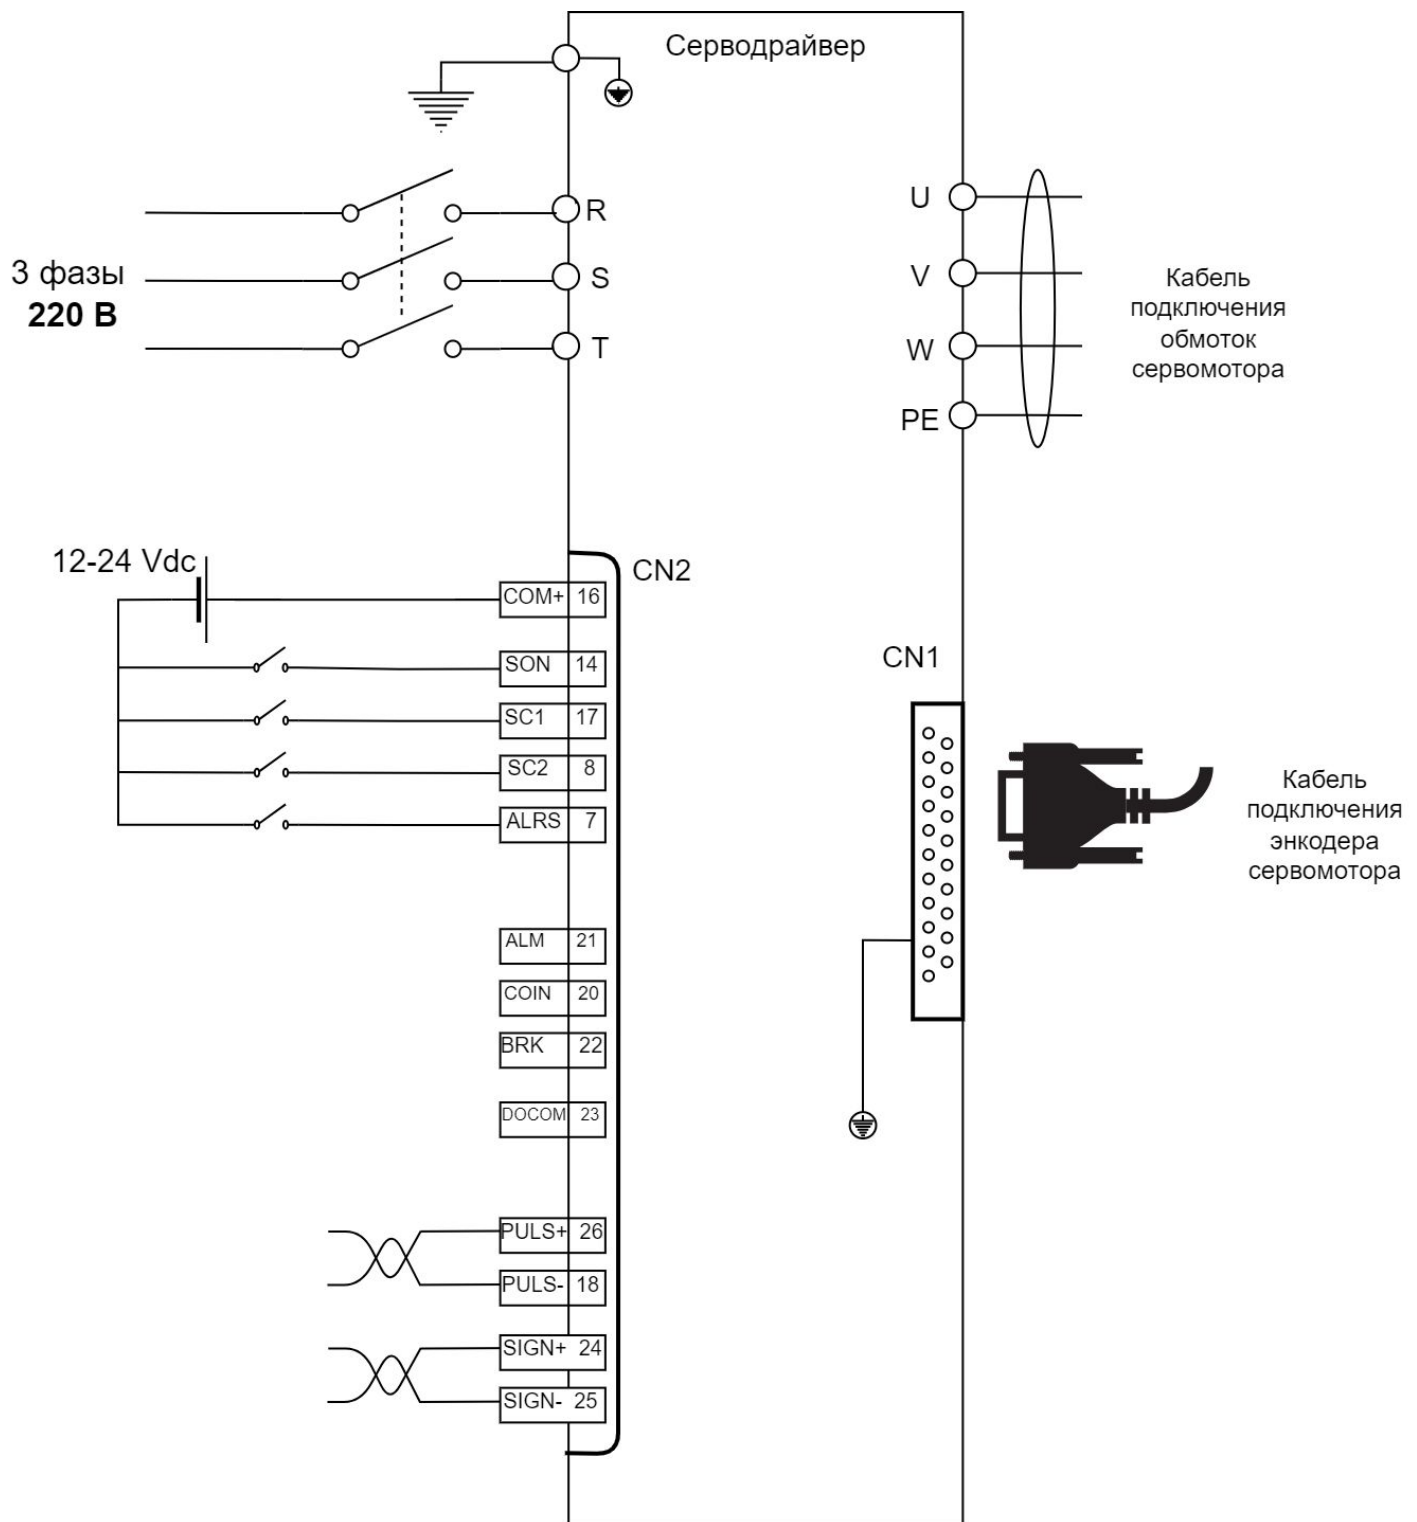 Серводрайвер
R
S
T
3 фазы
220 В
U
V
W
PE
Кабель
подключения
обмоток
сервомотора
12-24 Vdc
CN2
COM+ 16
SON 14
SC1 17
SC2 8
ALRS 7
ALM 21
COIN 20
BRK 22
DOCOM 23
PULS+ 26
PULS- 18
SIGN+ 24
SIGN- 25
CN1
Кабель
подключения
энкодера
сервомотора